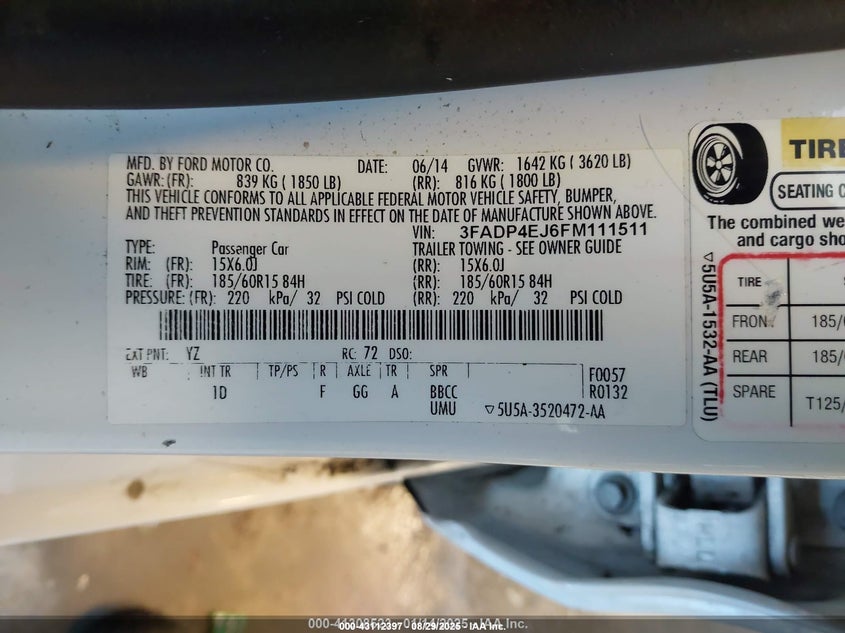 MFD. BY FORD MOTOR CO. DATE: 06/14 GVWR: 1642 KG ( 3620 LB)
GAWR:(FR): 839 KG ( 1850 LB) (RR): 816 KG ( 1800 LB)
THIS VEHICLE CONFORMS TO ALL APPLICABLE FEDERAL MOTOR VEHICLE SAFETY, BUMPER,
AND THEFT PREVENTION STANDARDS IN EFFECT ON THE DATE OF MANUFACTURE SHOWN ABOVE.
VIN: 3FADP4EJ6FM111511
TYPE: Passenger Car TRAILER TOWING - SEE OWNER GUIDE
RIM: (FR): 15X6.0J (RR): 15X6.0J
TIRE: (FR): 185/60R15 84H (RR): 185/60R15 84H
PRESSURE: (FR): 220 kPa/ 32 PSI COLD (RR): 220 kPa/ 32 PSI COLD
EXT PNT: YZ RC: 72 DSO:
WB INT TR TP/PS R AXLE TR SPR F0057
1D F GG A BBCC R0132
UMU ▽5U5A-3520472-AA
TIRE
SEATING
The combined
and cargo
▽5U5A-1532-AA (TLU)
TIRE
FRONT 185/
REAR 185/
SPARE T125/
43112397 08/29/2025 IAA Inc.